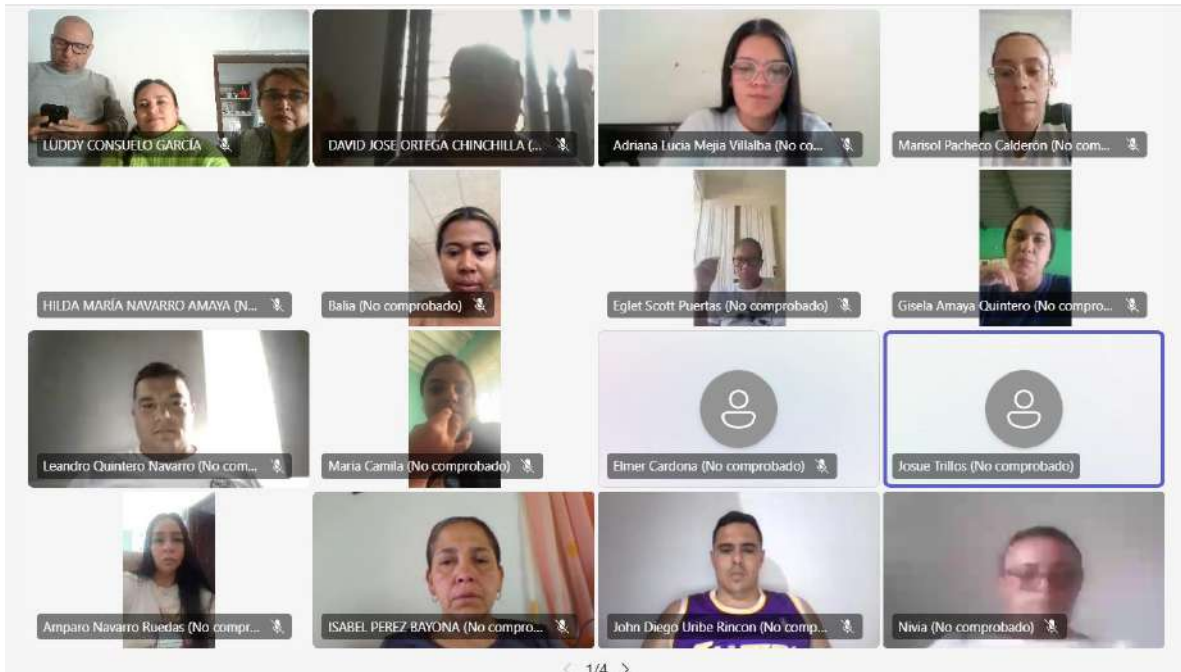 LUDDY CONSUELO GARCÍA
DAVID JOSE ORTEGA CHINCHILLA (...
Adriana Lucia Mejia Villalba (No co...
Marisol Pacheco Calderón (No com...
HILDA MARÍA NAVARRO AMAYA (N...
Balia (No comprobado)
Eglet Scott Puertas (No comprobado)
Gisela Amaya Quintero (No compro...
Leandro Quintero Navarro (No com...
Maria Camila (No comprobado)
Elmer Cardona (No comprobado)
Josue Trillos (No comprobado)
Amparo Navarro Ruedas (No compr...
ISABEL PEREZ BAYONA (No compro...
John Diego Uribe Rincon (No comp...
Nivia (No comprobado)
< 1/4 >